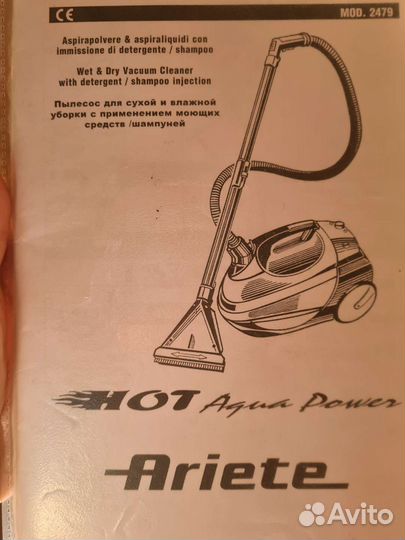 CE MOD. 2479
Aspirapolvere & aspiraliquidi con
immissione di detergente / shampoo
Wet & Dry Vacuum Cleaner
with detergent / shampoo injection
Пылесос для сухой и влажной
уборки с применением моющих
средств /шампуней
HOT Aqua Power
Ariete
Avito